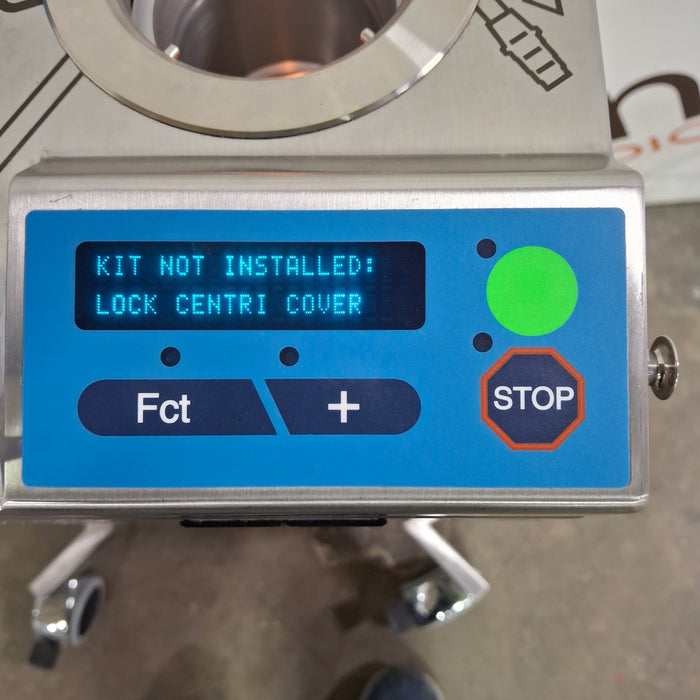 KIT NOT INSTALLED:
LOCK CENTRI COVER
Fct
+
STOP